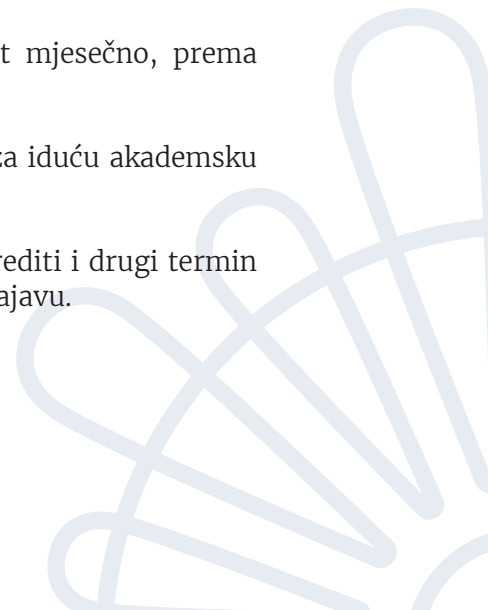 t mjesečno, prema
za iduću akademsku
rediti i drugi termin
ajavu.